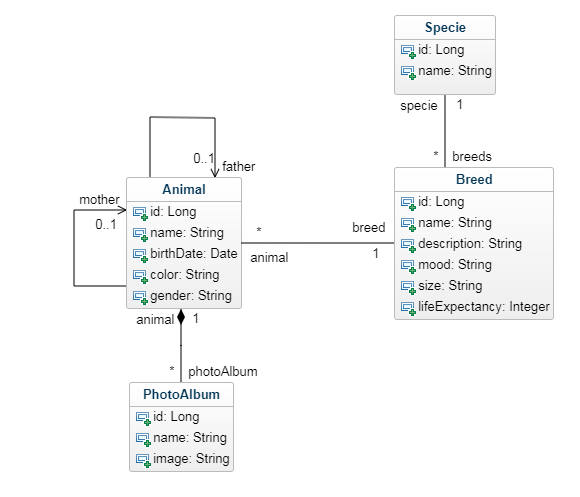 Specie
id: Long
name: String
specie 1
* breeds
0..1 father
mother
0..1
Animal
id: Long
name: String
birthDate: Date
color: String
gender: String
* breed
animal 1
Breed
id: Long
name: String
description: String
mood: String
size: String
lifeExpectancy: Integer
animal 1
* photoAlbum
PhotoAlbum
id: Long
name: String
image: String